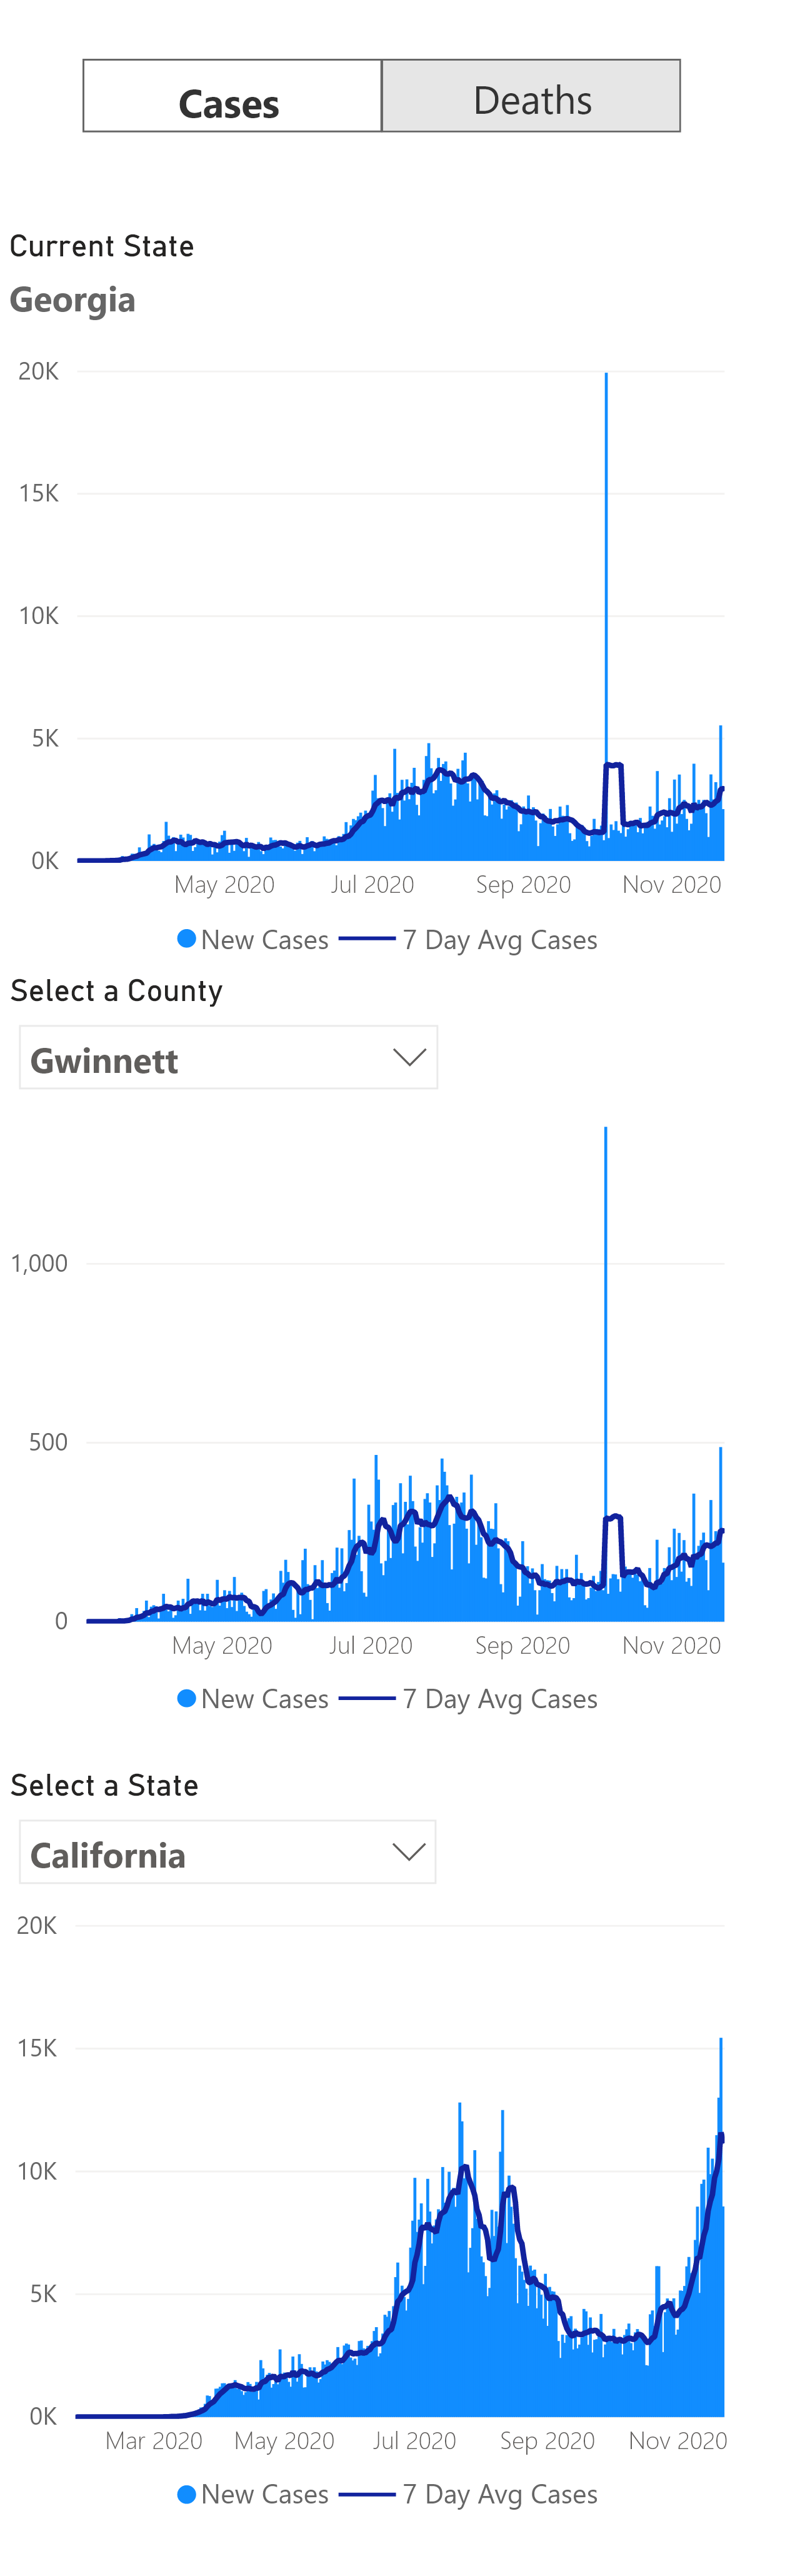 Cases Deaths
Current State
Georgia
20K
15K
10K
5K
0K
May 2020 Jul 2020 Sep 2020 Nov 2020
New Cases 7 Day Avg Cases
Select a County
Gwinnett
1,000
500
0
May 2020 Jul 2020 Sep 2020 Nov 2020
New Cases 7 Day Avg Cases
Select a State
California
20K
15K
10K
5K
0K
Mar 2020 May 2020 Jul 2020 Sep 2020 Nov 2020
New Cases 7 Day Avg Cases